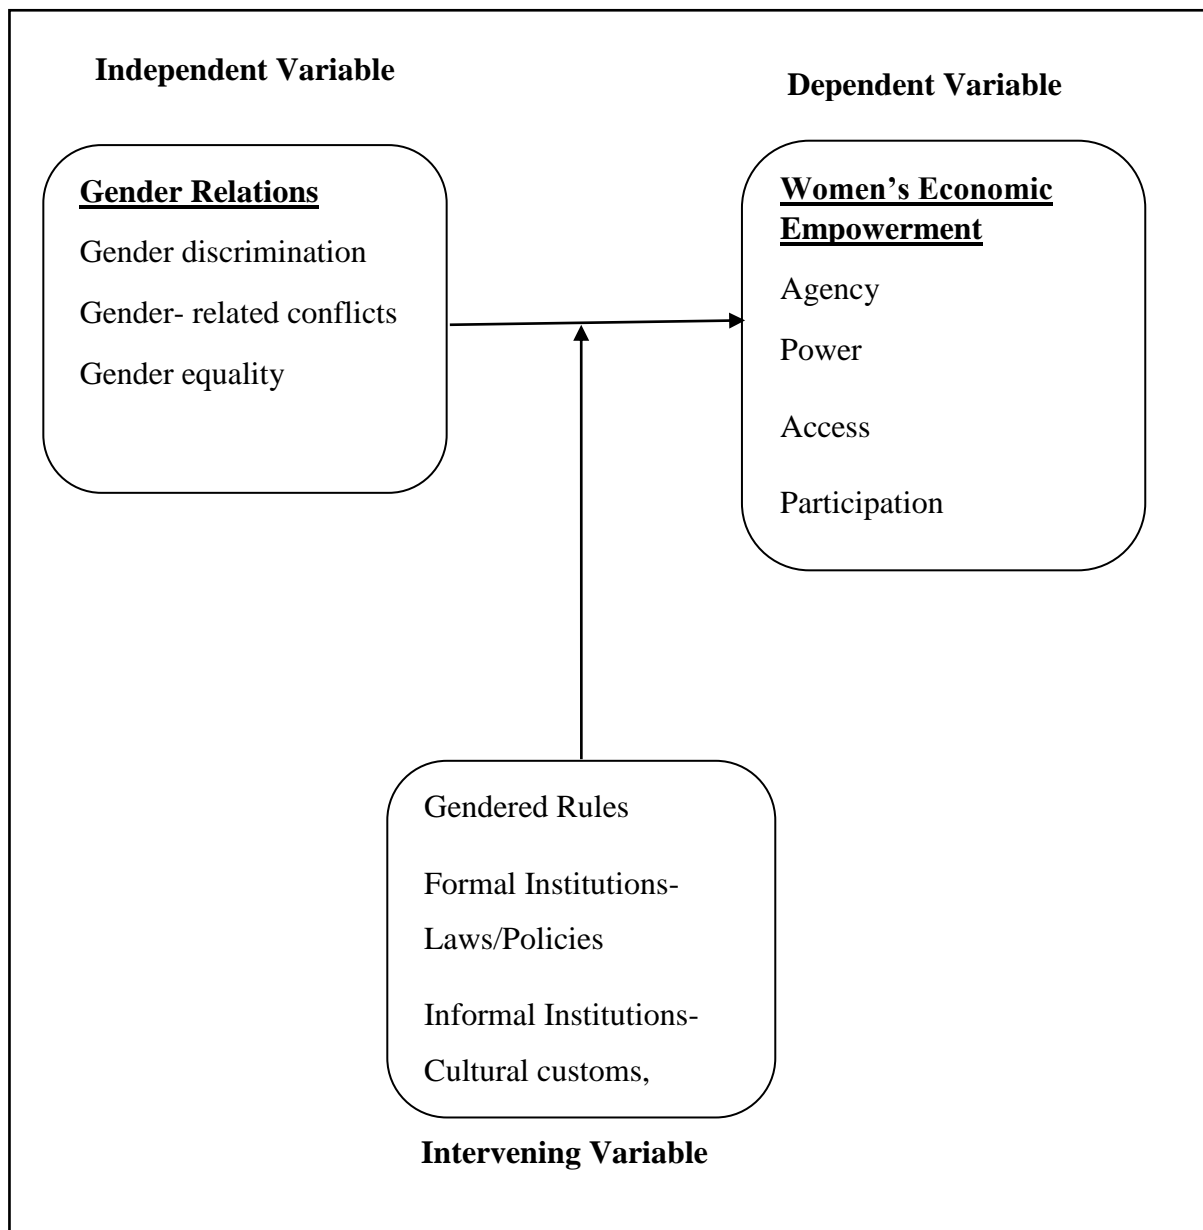 Independent Variable
Dependent Variable
Gender Relations
Gender discrimination
Gender- related conflicts
Gender equality
Women’s Economic
Empowerment
Agency
Power
Access
Participation
Gendered Rules
Formal Institutions-
Laws/Policies
Informal Institutions-
Cultural customs,
Intervening Variable